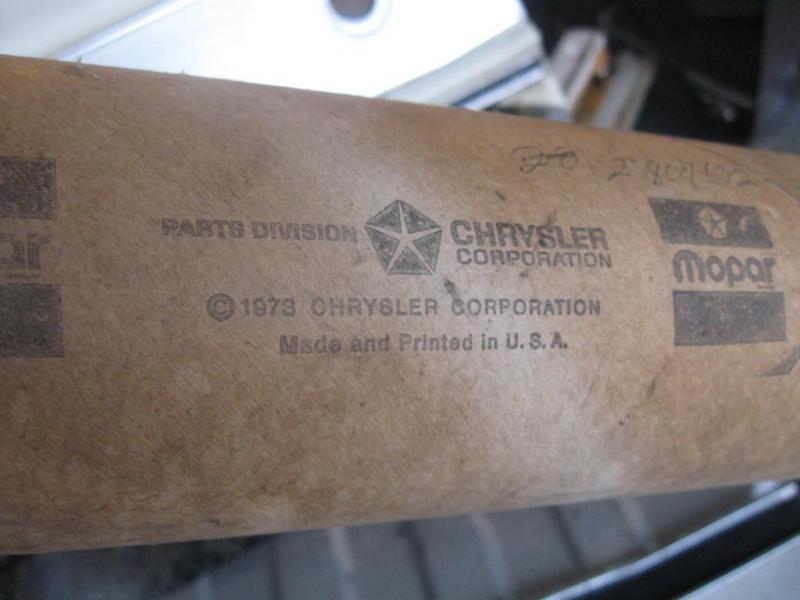 PARTS DIVISION CHRYSLER CORPORATION
© 1973 CHRYSLER CORPORATION
Made and Printed in U. S. A.
Mopar